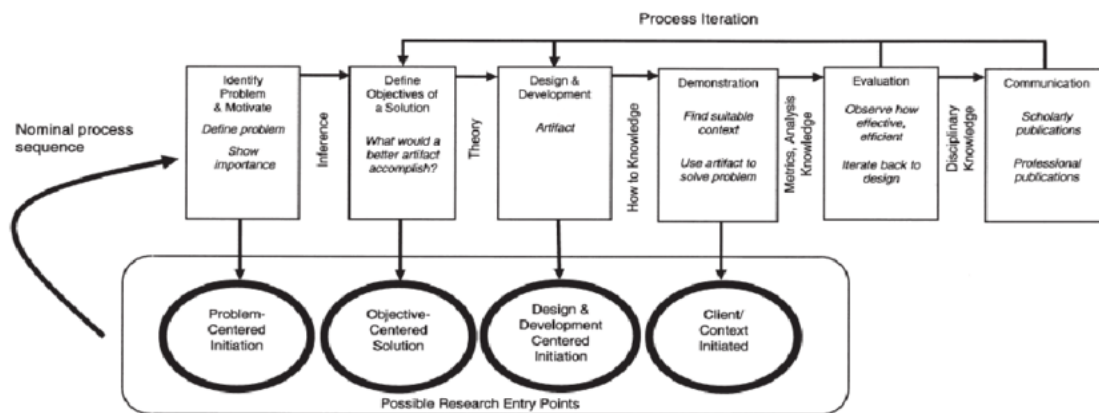 Process Iteration
Nominal process
sequence
Identify
Problem
& Motivate
Define problem
Show
importance
Inference
Define
Objectives of
a Solution
What would a
better artifact
accomplish?
Theory
Design &
Development
Artifact
How to Knowledge
Demonstration
Find suitable
context
Use artifact to
solve problem
Metrics, Analysis
Knowledge
Evaluation
Observe how
effective,
efficient
Iterate back to
design
Disciplinary
Knowledge
Communication
Scholarly
publications
Professional
publications
Problem-
Centered
Initiation
Objective-
Centered
Solution
Design &
Development
Centered
Initiation
Client/
Context
Initiated
Possible Research Entry Points